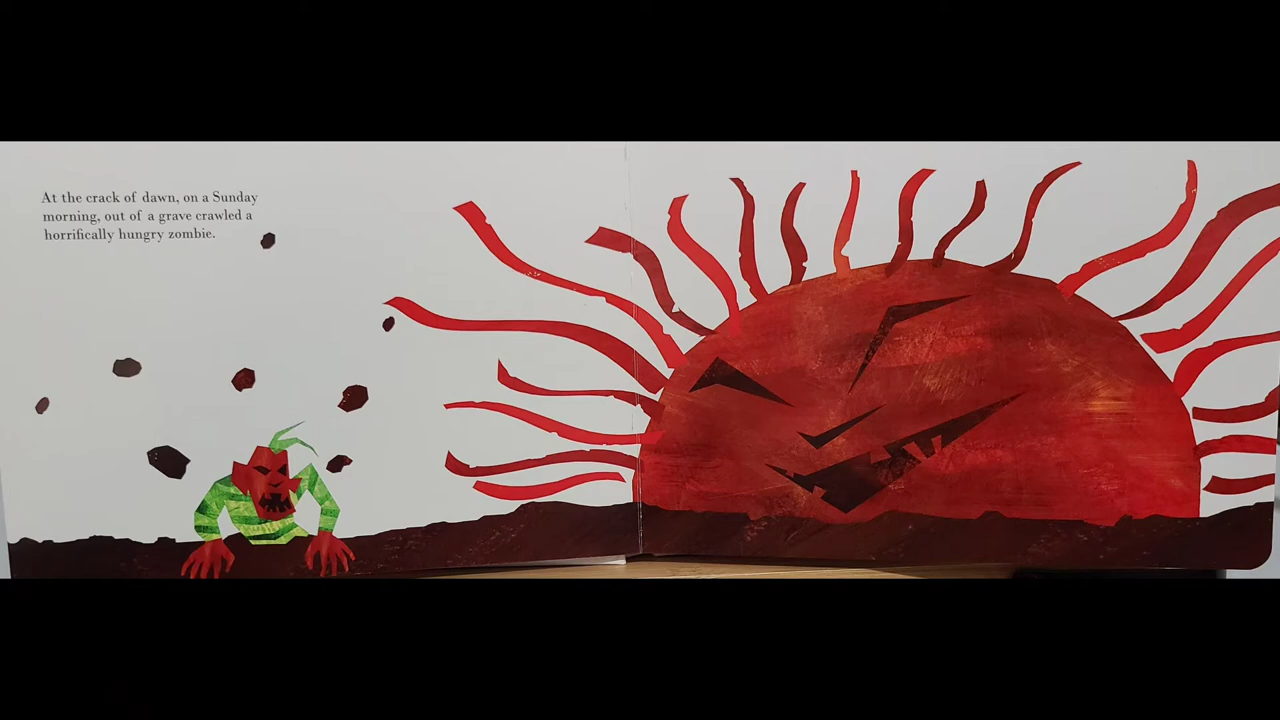 At the crack of dawn, on a Sunday
morning, out of a grave crawled a
horrifically hungry zombie.